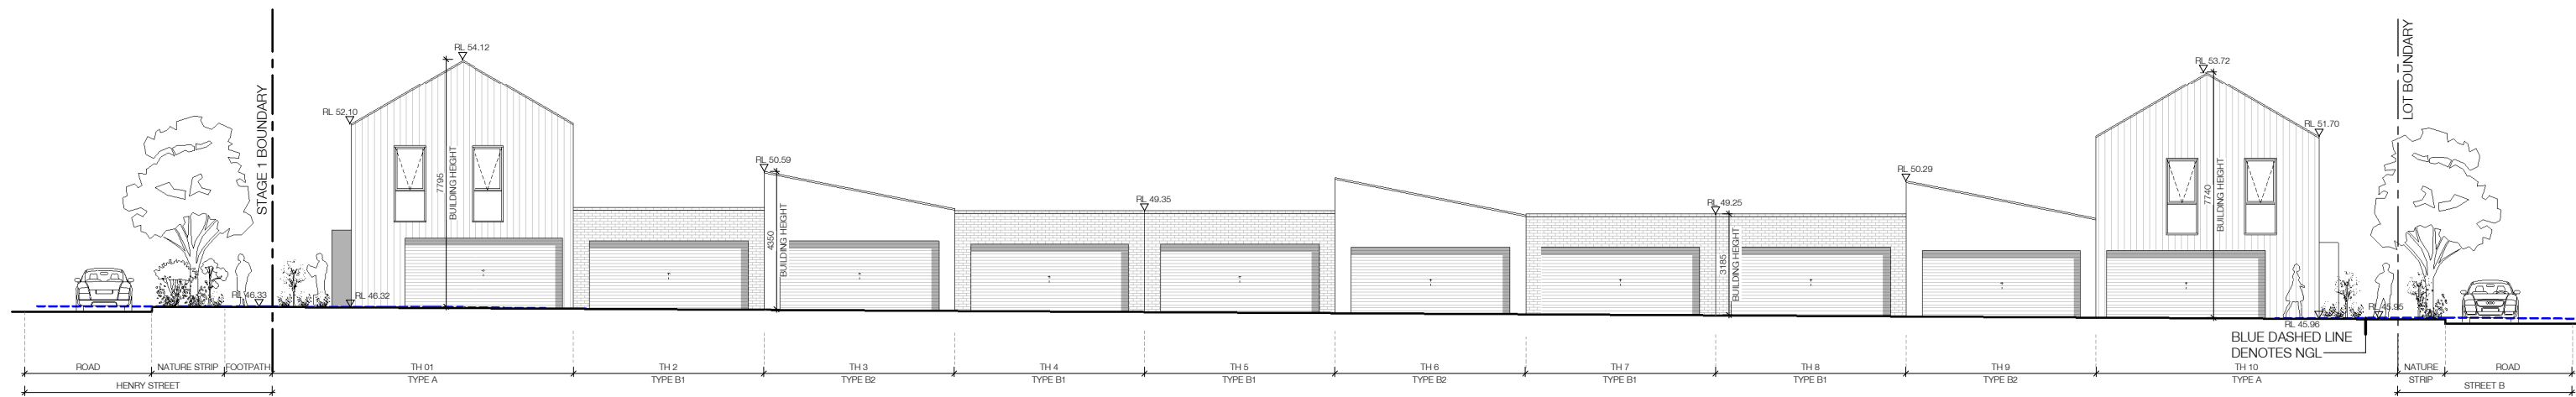 RL 54.12
RL 53.72
STAGE 1 BOUNDARY
LOT BOUNDARY
RL 52.10
RL 51.70
7795
BUILDING HEIGHT
7740
BUILDING HEIGHT
RL 50.59
RL 50.29
4350
BUILDING HEIGHT
RL 49.35
RL 49.25
3185
BUILDING HEIGHT
RL 46.33
RL 46.32
RL 45.95
RL 45.96
BLUE DASHED LINE
DENOTES NGL
ROAD
NATURE STRIP
FOOTPATH
TH 01
TH 2
TH 3
TH 4
TH 5
TH 6
TH 7
TH 8
TH 9
TH 10
NATURE
ROAD
HENRY STREET
TYPE A
TYPE B1
TYPE B2
TYPE B1
TYPE B1
TYPE B2
TYPE B1
TYPE B1
TYPE B2
TYPE A
STRIP
STREET B